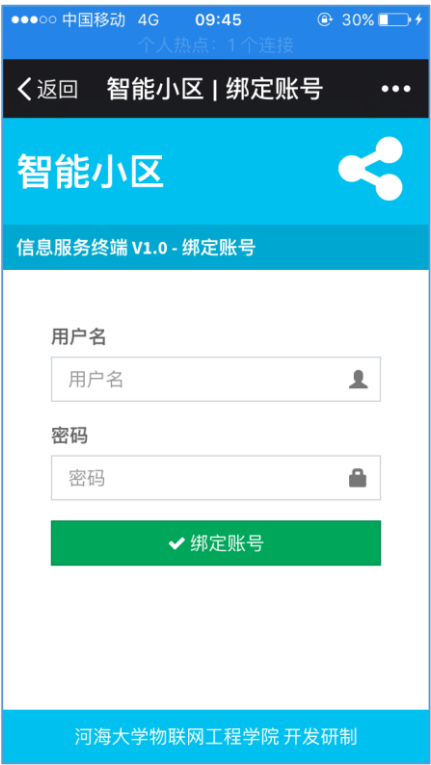 中国移动 4G 09:45 30%
个人热点：1 个连接
返回 智能小区 | 绑定账号
智能小区
信息服务终端 V1.0 - 绑定账号
用户名
用户名
密码
密码
绑定账号
河海大学物联网工程学院 开发研制